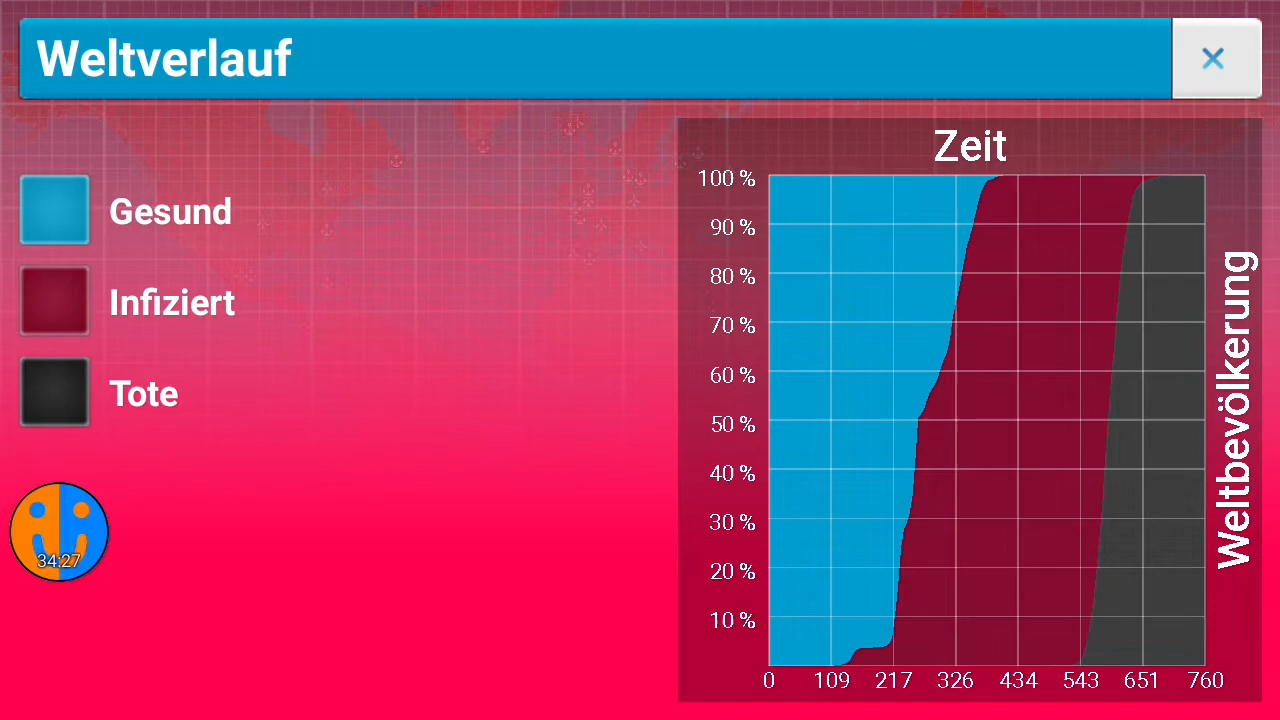 Weltverlauf
×
Zeit
Gesund
Infiziert
Tote
34:27
100 %
90 %
80 %
70 %
60 %
50 %
40 %
30 %
20 %
10 %
0 109 217 326 434 543 651 760
Weltbevölkerung